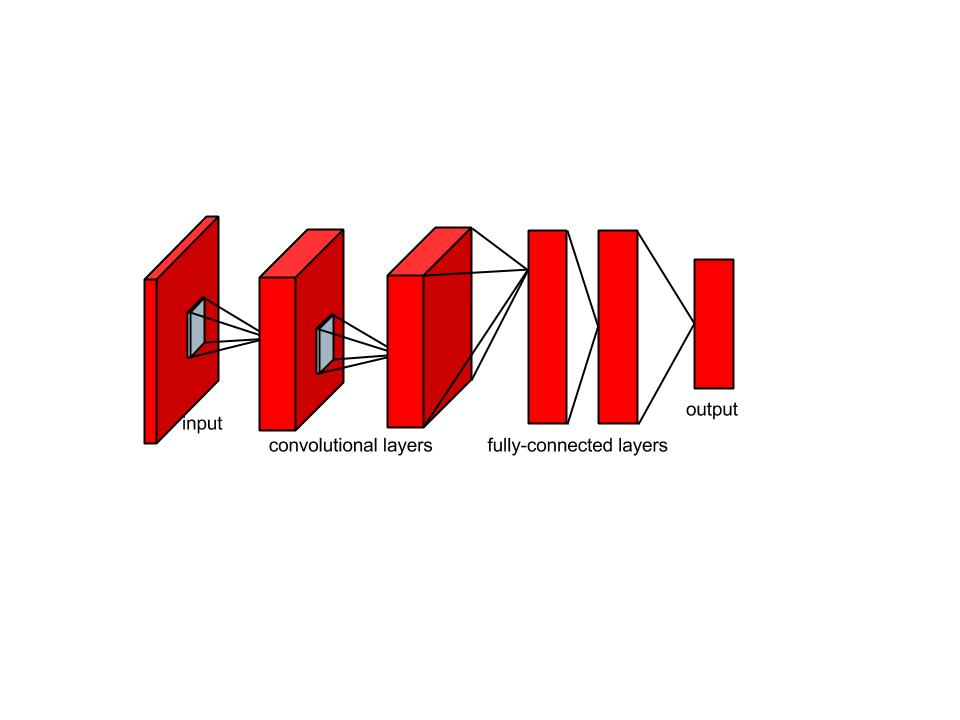 input
convolutional layers
fully-connected layers
output